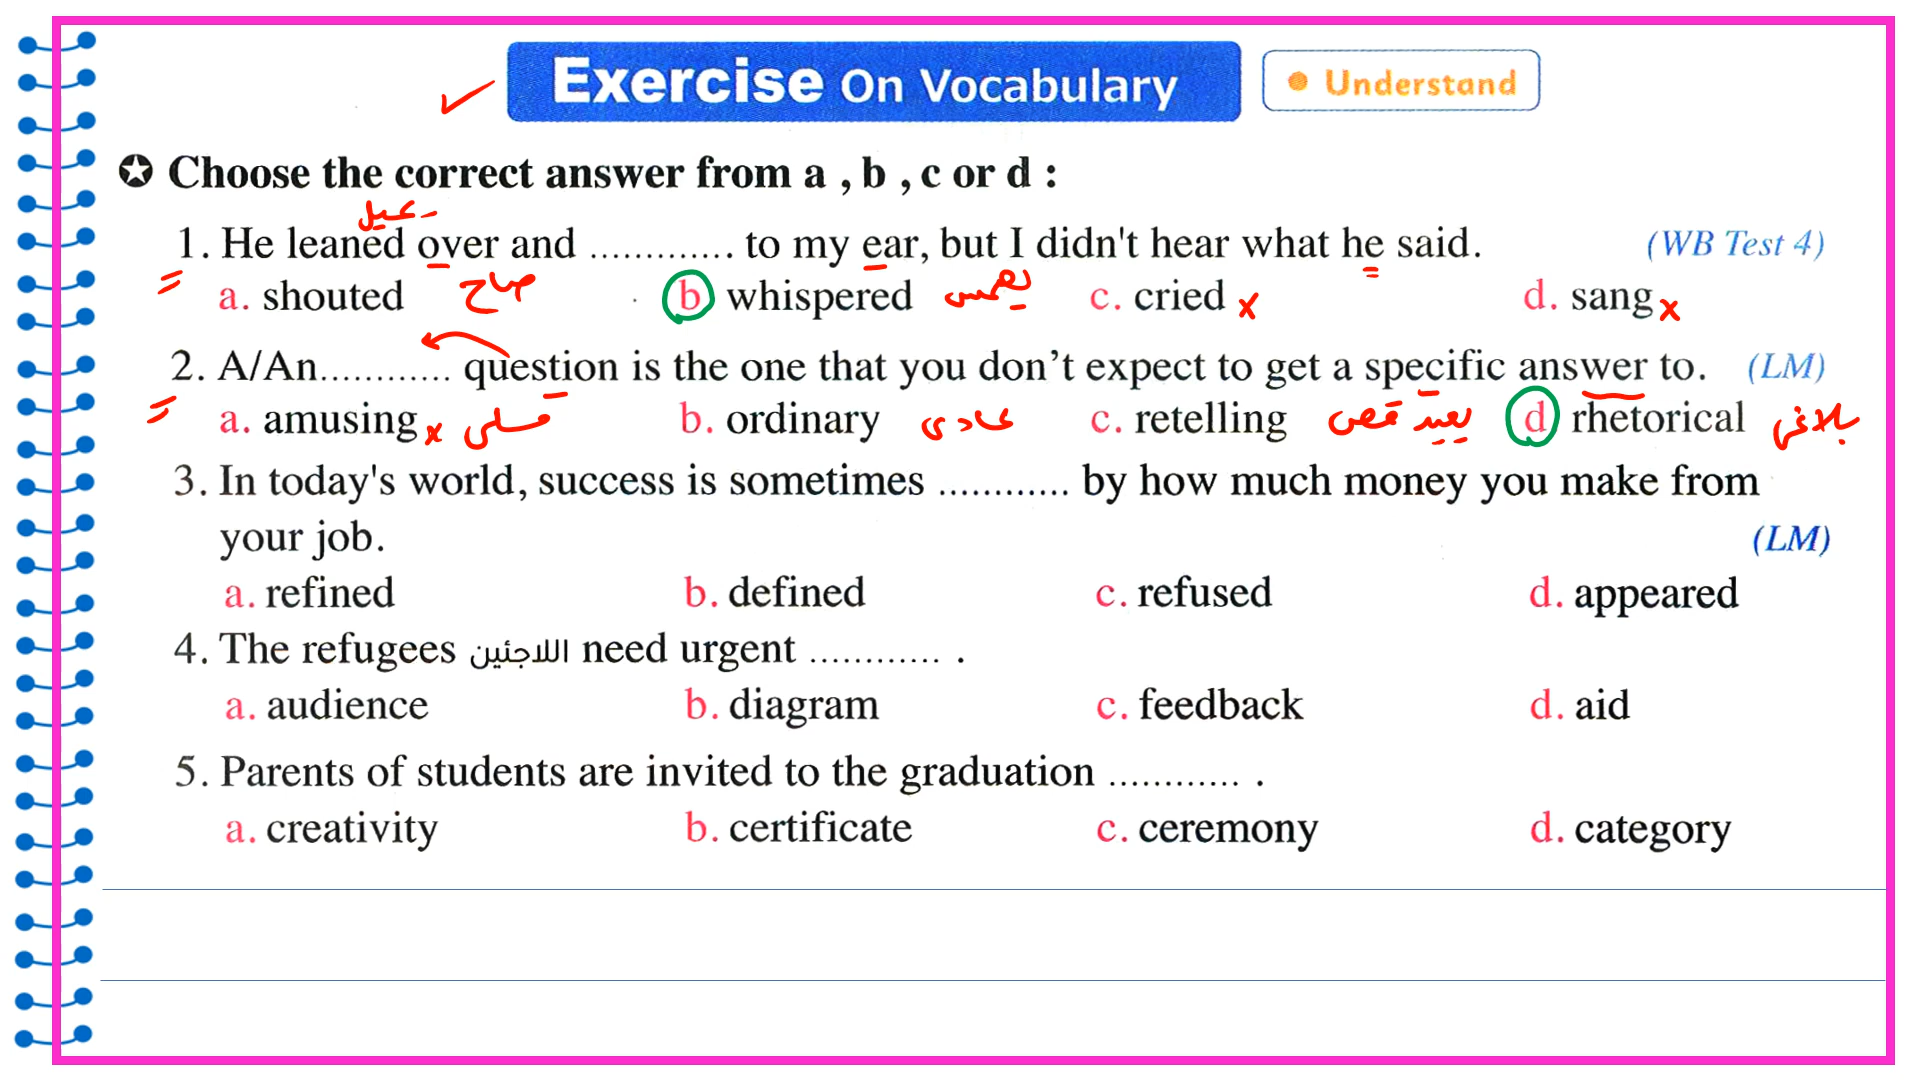 Exercise On Vocabulary
Understand
Choose the correct answer from a , b , c or d :
يميل
1. He leaned over and ............. to my ear, but I didn't hear what he said. (WB Test 4)
a. shouted صاح b whispered يهمس c. cried x d. sang x
2. A/An............ question is the one that you don’t expect to get a specific answer to. (LM)
a. amusing x مسلى b. ordinary عادى c. retelling يعيد قص d rhetorical بلاغى
3. In today's world, success is sometimes ............ by how much money you make from
your job. (LM)
a. refined b. defined c. refused d. appeared
4. The refugees اللاجئين need urgent ............ .
a. audience b. diagram c. feedback d. aid
5. Parents of students are invited to the graduation ............ .
a. creativity b. certificate c. ceremony d. category